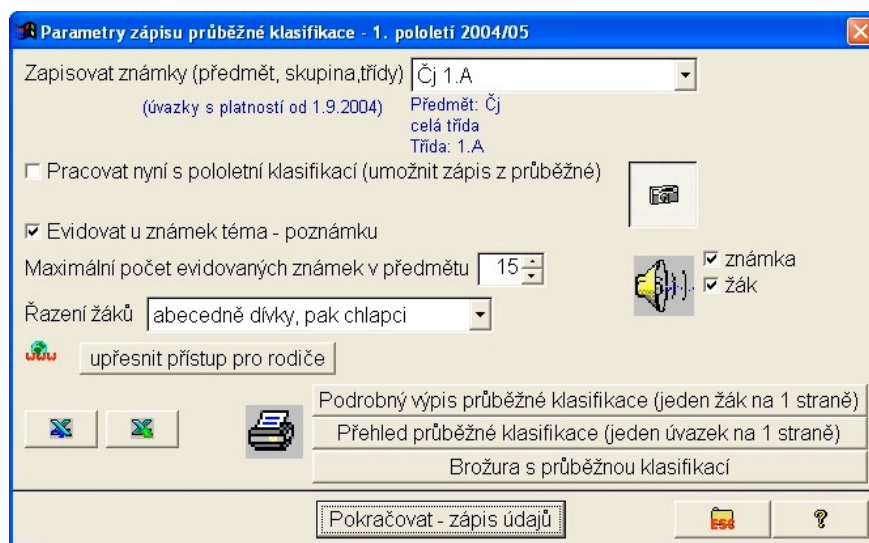 Parametry zápisu průběžné klasifikace - 1. pololetí 2004/05
Zapisovat známky (předmět, skupina,třídy) Čj 1.A
(úvazky s platností od 1.9.2004) Předmět: Čj
celá třída
Třída: 1.A
Pracovat nyní s pololetní klasifikací (umožnit zápis z průběžné)
Evidovat u známek téma - poznámku
Maximální počet evidovaných známek v předmětu 15
známka
žák
Řazení žáků abecedně dívky, pak chlapci
www upřesnit přístup pro rodiče
Podrobný výpis průběžné klasifikace (jeden žák na 1 straně)
Přehled průběžné klasifikace (jeden úvazek na 1 straně)
Brožura s průběžnou klasifikací
Pokračovat - zápis údajů ESC ?